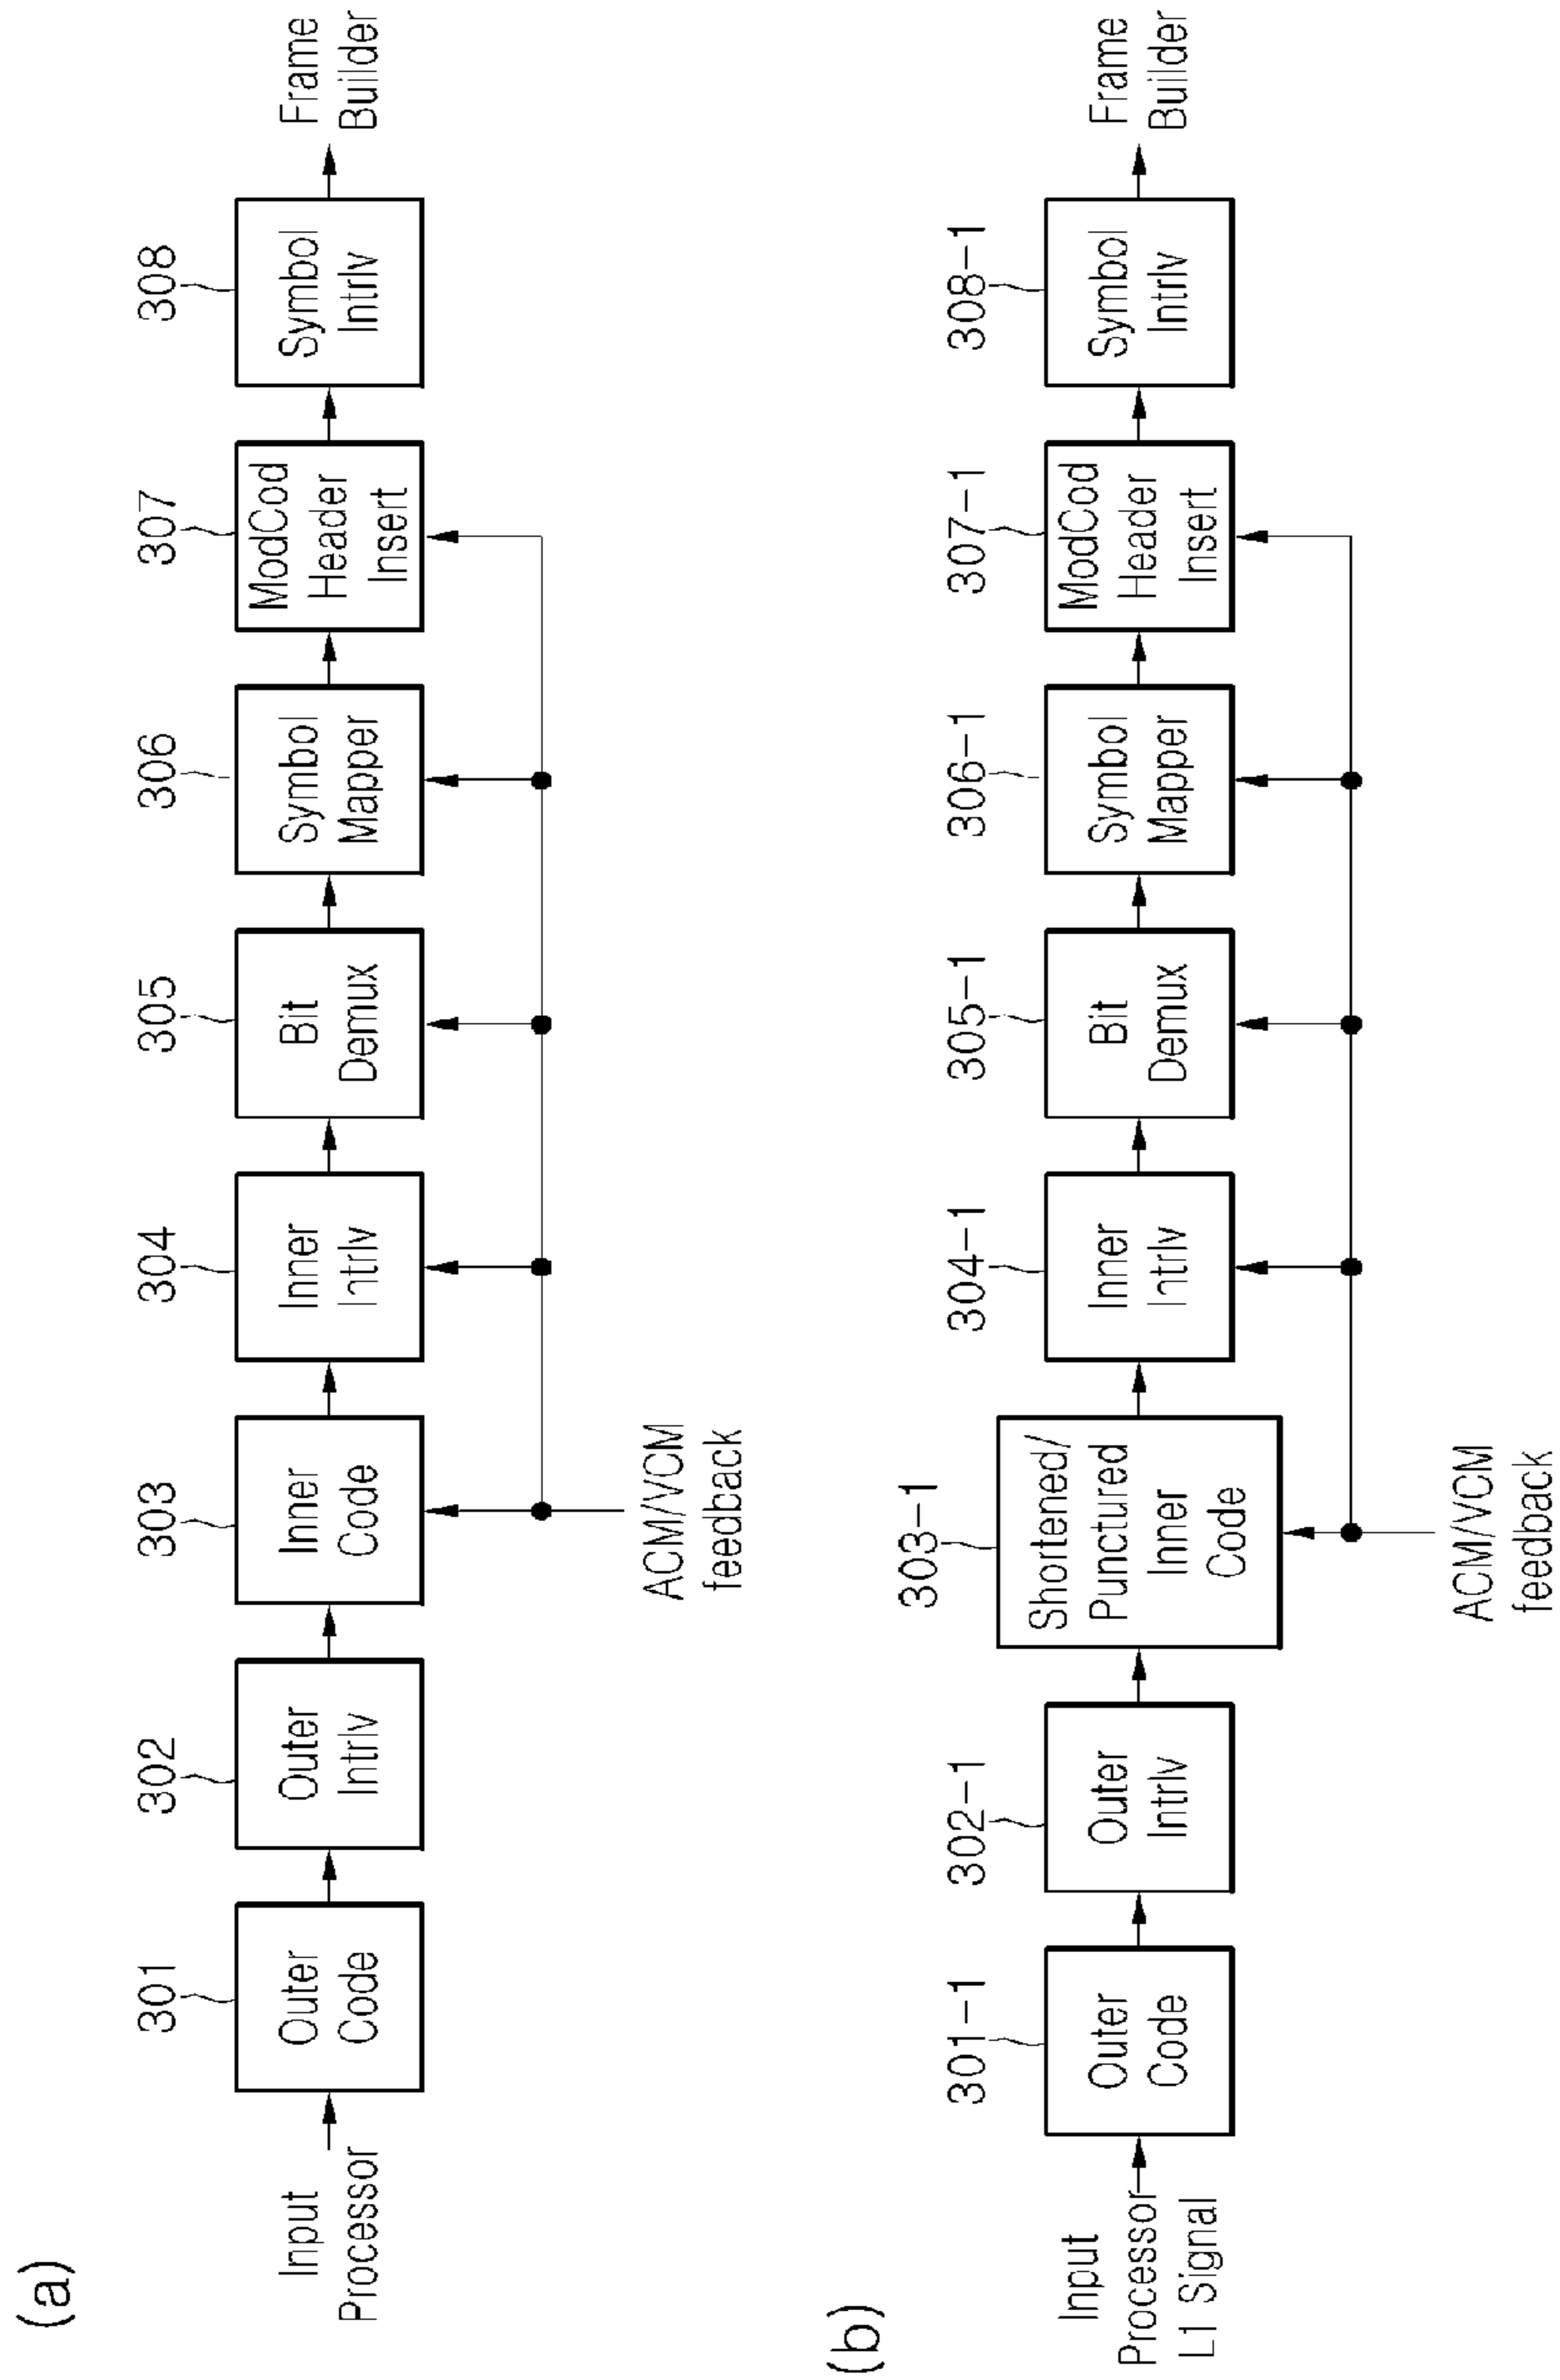 (a)
Input
Processor
301
Outer
Code
302
Outer
Intrlv
303
Inner
Code
304
Inner
Intrlv
305
Bit
Demux
306
Symbol
Mapper
307
ModCod
Header
Insert
308
Symbol
Intrlv
Frame
Builder
ACM/VCM
feedback
(b)
Input
Processor
L1 Signal
301-1
Outer
Code
302-1
Outer
Intrlv
303-1
Shortened/
Punctured
Inner
Code
304-1
Inner
Intrlv
305-1
Bit
Demux
306-1
Symbol
Mapper
307-1
ModCod
Header
Insert
308-1
Symbol
Intrlv
Frame
Builder
ACM/VCM
feedback